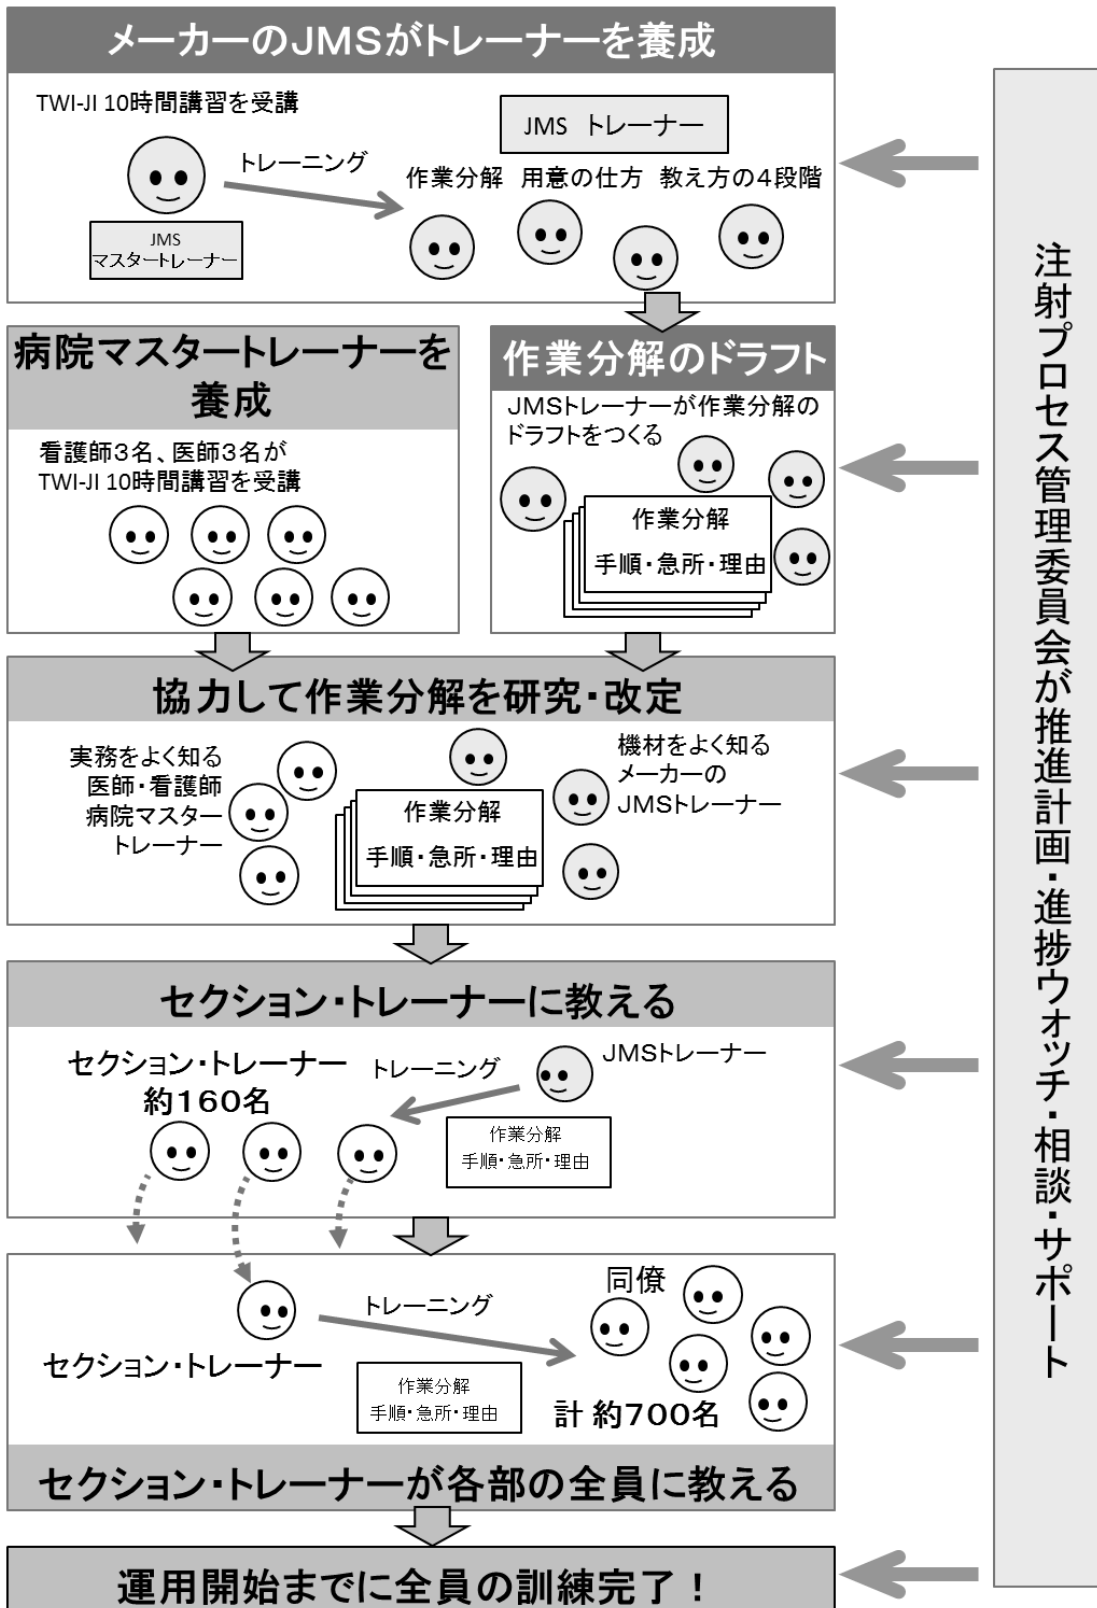 メーカーのJMSがトレーナーを養成
TWI-JI 10時間講習を受講
JMS トレーナー
トレーニング
作業分解 用意の仕方 教え方の4段階
JMS
マスタートレーナー
病院マスタートレーナーを
養成
看護師3名、医師3名が
TWI-JI 10時間講習を受講
作業分解のドラフト
JMSトレーナーが作業分解の
ドラフトをつくる
作業分解
手順・急所・理由
協力して作業分解を研究・改定
実務をよく知る
医師・看護師
病院マスター
トレーナー
作業分解
手順・急所・理由
機材をよく知る
メーカーの
JMSトレーナー
セクション・トレーナーに教える
セクション・トレーナー
約160名
トレーニング
JMSトレーナー
作業分解
手順・急所・理由
セクション・トレーナー
トレーニング
作業分解
手順・急所・理由
同僚
計 約700名
セクション・トレーナーが各部の全員に教える
運用開始までに全員の訓練完了！
注射プロセス管理委員会が推進計画・進捗ウオッチ・相談・サポート